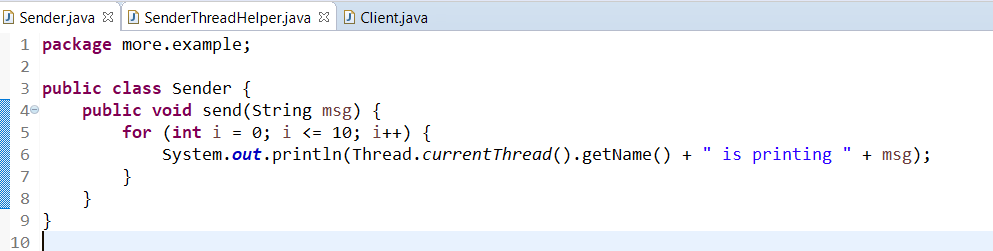 Sender.java SenderThreadHelper.java Client.java
1 package more.example;
2
3 public class Sender {
4 public void send(String msg) {
5 for (int i = 0; i <= 10; i++) {
6 System.out.println(Thread.currentThread().getName() + " is printing " + msg);
7 }
8 }
9 }
10